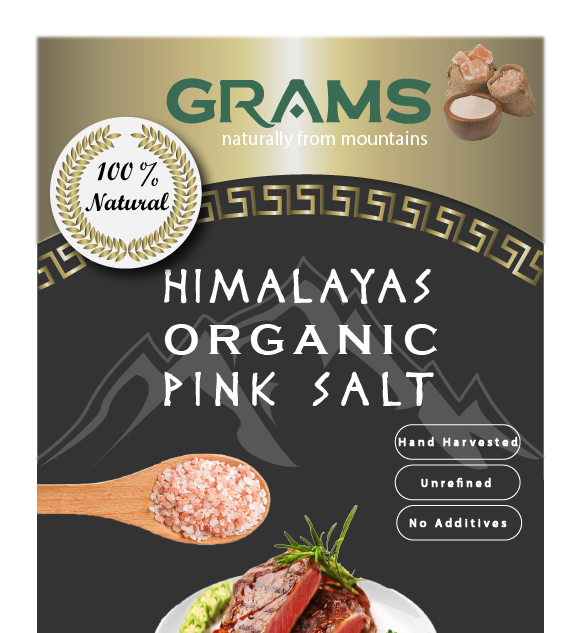 GRAMS
naturally from mountains
100 %
Natural
HIMALAYAS
ORGANIC
PINK SALT
Hand Harvested
Unrefined
No Additives